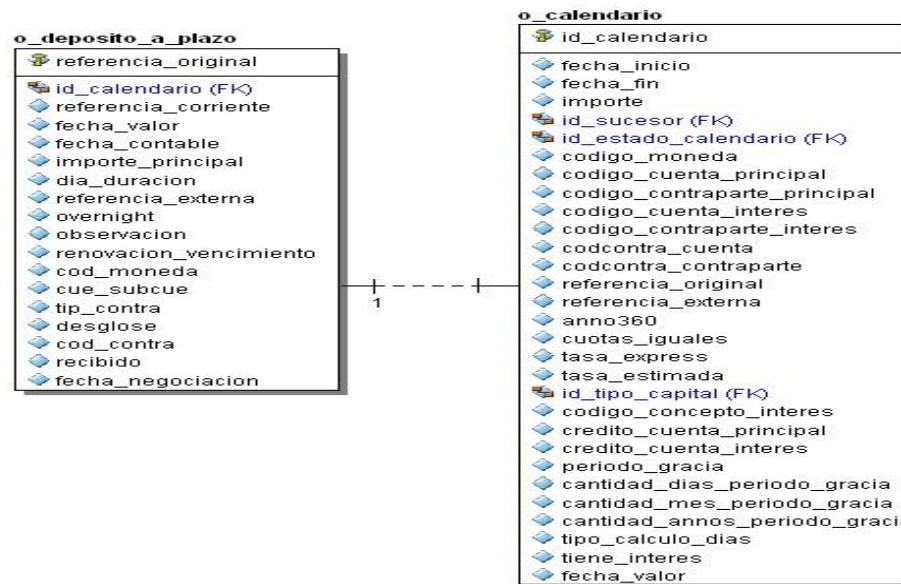 o_deposito_a_plazo
referencia_original
id_calendario (FK)
referencia_corriente
fecha_valor
fecha_contable
importe_principal
dia_duracion
referencia_externa
overnight
observacion
renovacion_vencimiento
cod_moneda
cue_subcue
tip_contra
desglose
cod_contra
recibido
fecha_negociacion
1
o_calendario
id_calendario
fecha_inicio
fecha_fin
importe
id_sucesor (FK)
id_estado_calendario (FK)
codigo_moneda
codigo_cuenta_principal
codigo_contraparte_principal
codigo_cuenta_interes
codigo_contraparte_interes
codcontra_cuenta
codcontra_contraparte
referencia_original
referencia_externa
anno360
cuotas_iguales
tasa_express
tasa_estimada
id_tipo_capital (FK)
codigo_concepto_interes
credito_cuenta_principal
credito_cuenta_interes
periodo_gracia
cantidad_dias_periodo_gracia
cantidad_mes_periodo_gracia
cantidad_annos_periodo_graci
tipo_calculo_dias
tiene_interes
fecha_valor